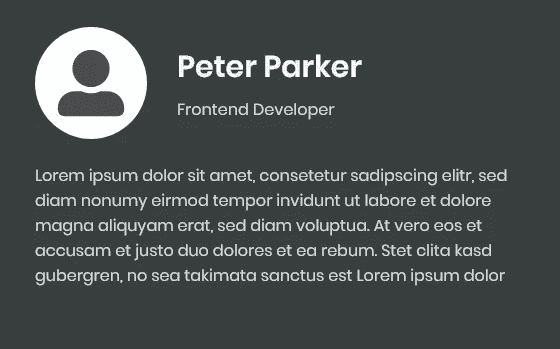 Peter Parker
Frontend Developer
Lorem ipsum dolor sit amet, consetetur sadipscing elitr, sed
diam nonumy eirmod tempor invidunt ut labore et dolore
magna aliquyam erat, sed diam voluptua. At vero eos et
accusam et justo duo dolores et ea rebum. Stet clita kasd
gubergren, no sea takimata sanctus est Lorem ipsum dolor